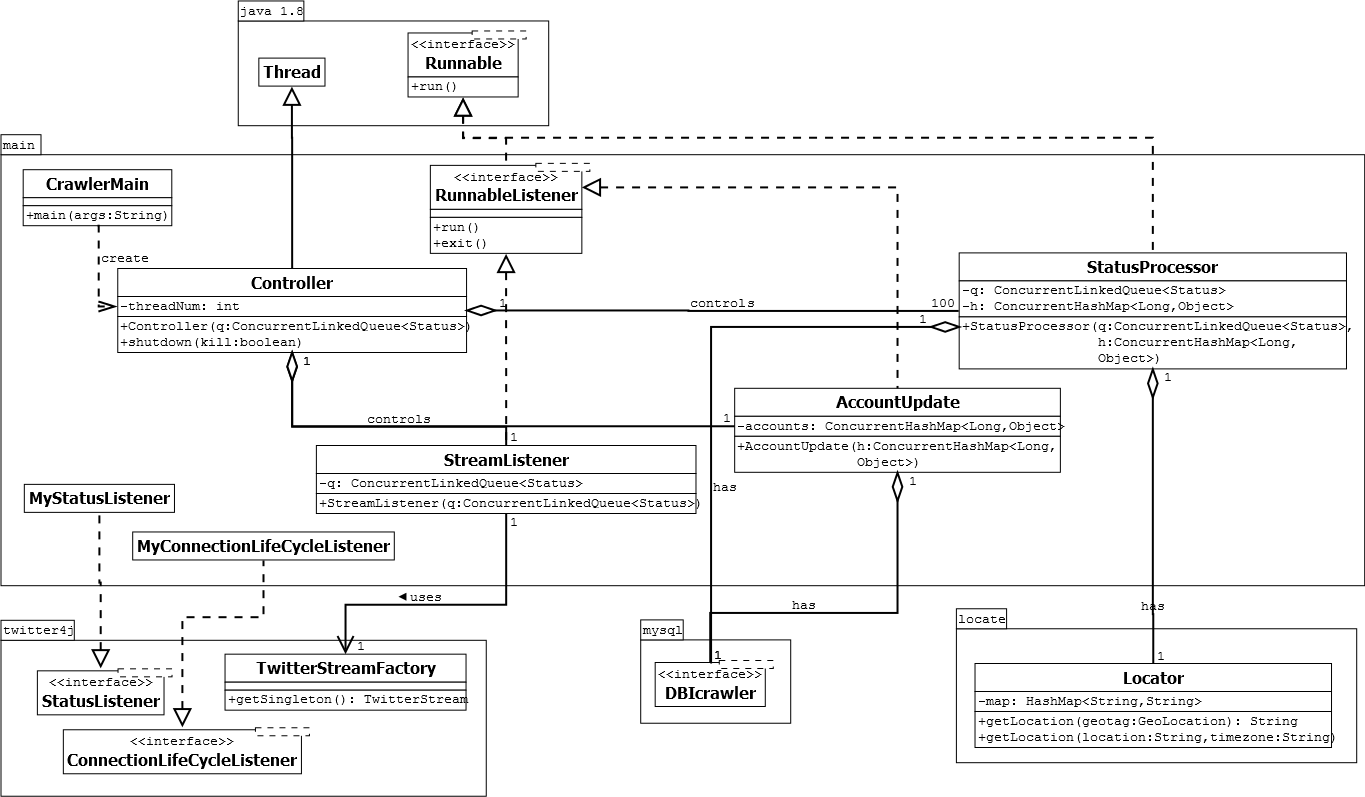 java 1.8
Thread
<<interface>>
Runnable
+run()
main
CrawlerMain
+main(args:String)
create
<<interface>>
RunnableListener
+run()
+exit()
Controller
-threadNum: int
+Controller(q:ConcurrentLinkedQueue<Status>)
+shutdown(kill:boolean)
1
controls
100
StatusProcessor
-q: ConcurrentLinkedQueue<Status>
-h: ConcurrentHashMap<Long,Object>
+StatusProcessor(q:ConcurrentLinkedQueue<Status>,
h:ConcurrentHashMap<Long,
Object>)
1
1
1
controls
1
1
AccountUpdate
-accounts: ConcurrentHashMap<Long,Object>
+AccountUpdate(h:ConcurrentHashMap<Long,
Object>)
1
StreamListener
-q: ConcurrentLinkedQueue<Status>
+StreamListener(q:ConcurrentLinkedQueue<Status>)
1
has
MyStatusListener
MyConnectionLifeCycleListener
◄uses
has
has
twitter4j
1
<<interface>>
StatusListener
TwitterStreamFactory
+getSingleton(): TwitterStream
<<interface>>
ConnectionLifeCycleListener
mysql
1
<<interface>>
DBIcrawler
locate
1
Locator
-map: HashMap<String,String>
+getLocation(geotag:GeoLocation): String
+getLocation(location:String,timezone:String)